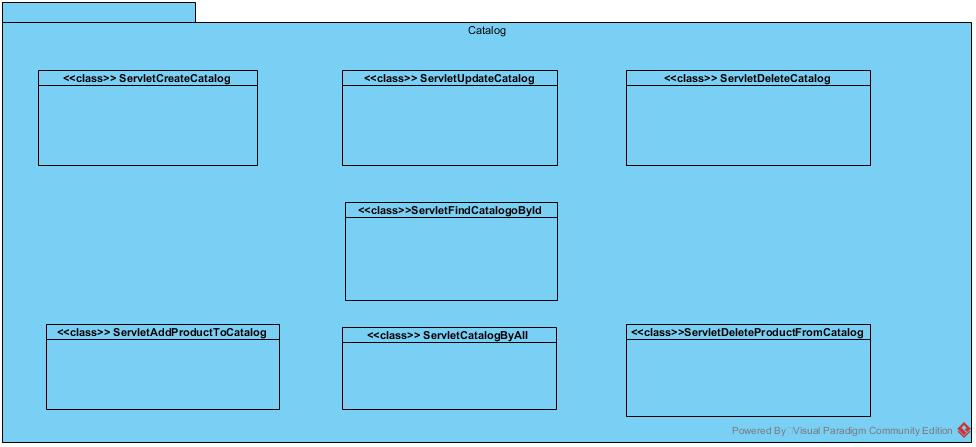 Catalog
<<class>> ServletCreateCatalog
<<class>> ServletUpdateCatalog
<<class>> ServletDeleteCatalog
<<class>>ServletFindCatalogoById
<<class>> ServletAddProductToCatalog
<<class>> ServletCatalogByAll
<<class>>ServletDeleteProductFromCatalog
Powered By Visual Paradigm Community Edition